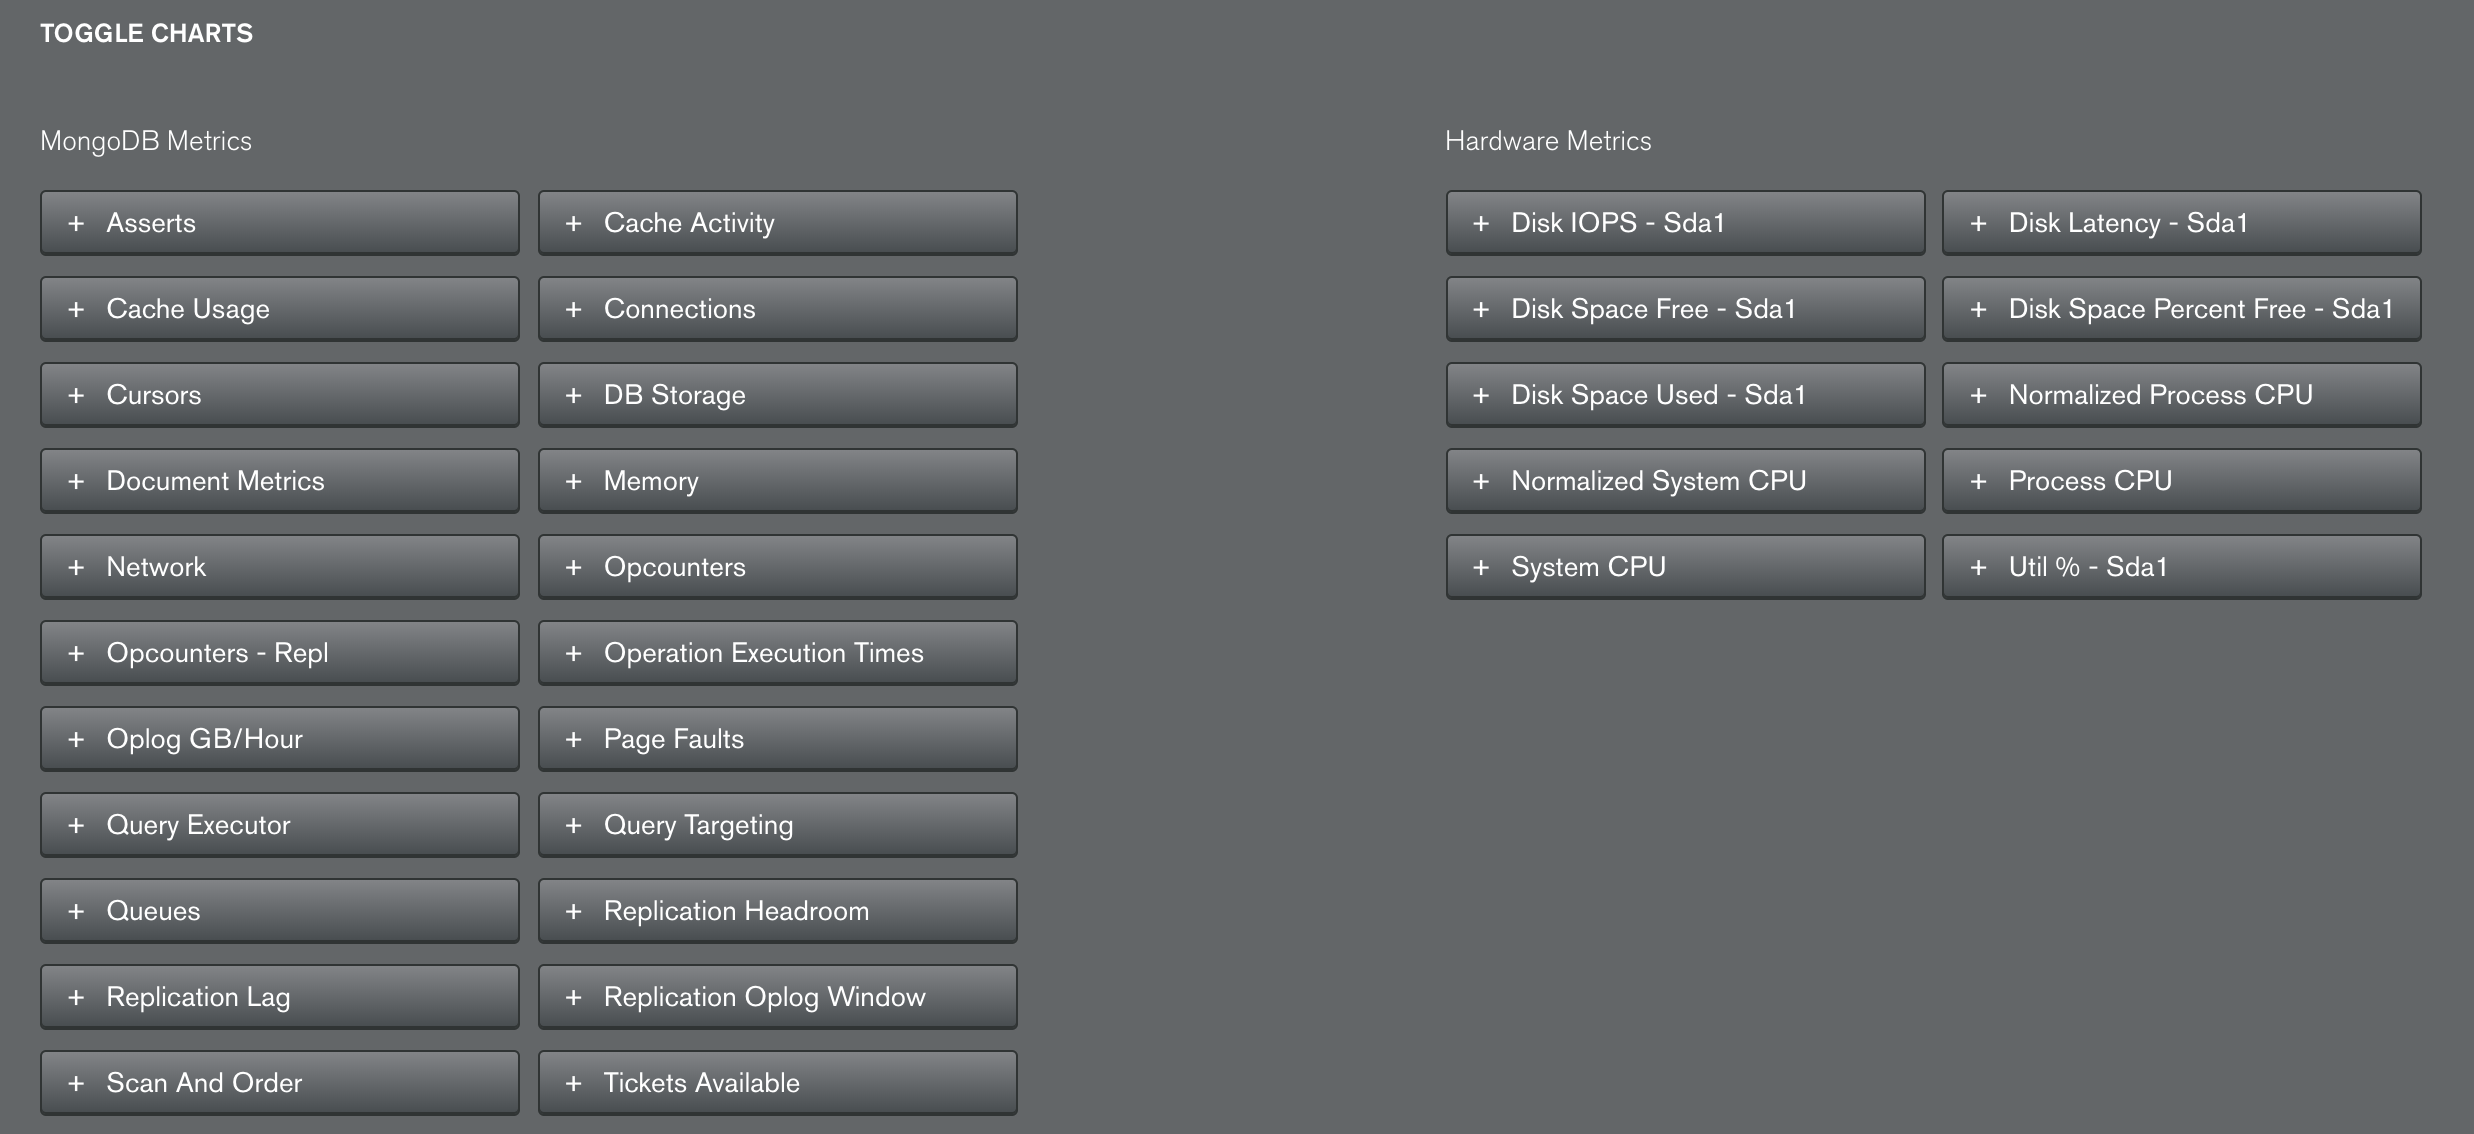 TOGGLE CHARTS
MongoDB Metrics
+ Asserts
+ Cache Activity
+ Cache Usage
+ Connections
+ Cursors
+ DB Storage
+ Document Metrics
+ Memory
+ Network
+ Opcounters
+ Opcounters - Repl
+ Operation Execution Times
+ Oplog GB/Hour
+ Page Faults
+ Query Executor
+ Query Targeting
+ Queues
+ Replication Headroom
+ Replication Lag
+ Replication Oplog Window
+ Scan And Order
+ Tickets Available
Hardware Metrics
+ Disk IOPS - Sda1
+ Disk Latency - Sda1
+ Disk Space Free - Sda1
+ Disk Space Percent Free - Sda1
+ Disk Space Used - Sda1
+ Normalized Process CPU
+ Normalized System CPU
+ Process CPU
+ System CPU
+ Util % - Sda1